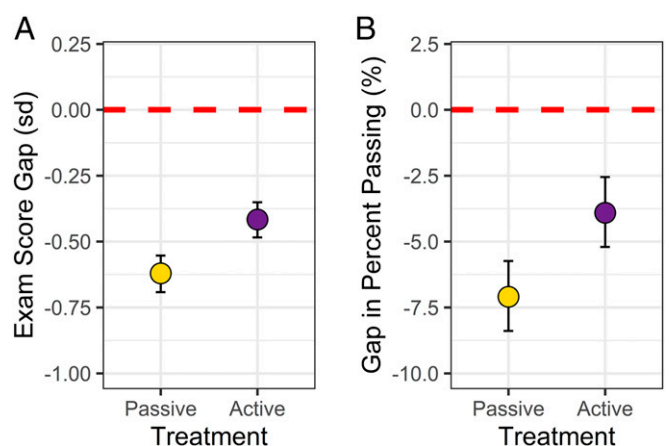 A
Exam Score Gap (sd)
0.25
0.00
-0.25
-0.50
-0.75
-1.00
Passive Active
Treatment
B
Gap in Percent Passing (%)
2.5
0.0
-2.5
-5.0
-7.5
-10.0
Passive Active
Treatment